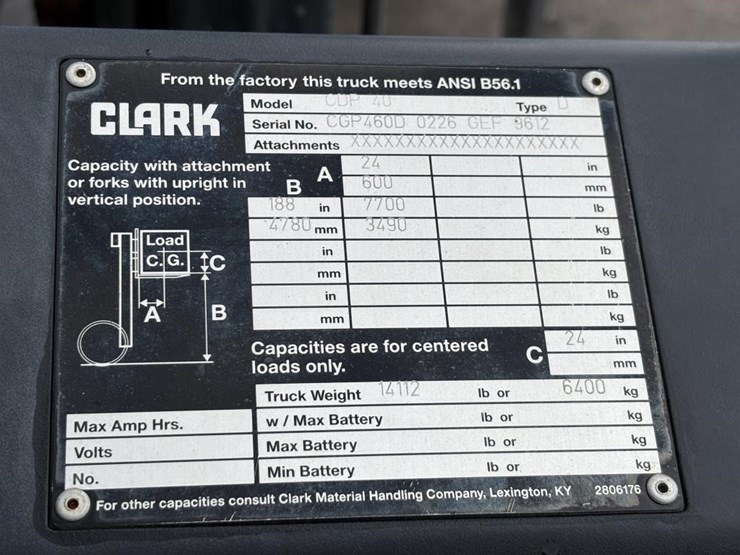 From the factory this truck meets ANSI B56.1
CLARK
Model CDP 40 Type D
Serial No. CGP460D 0226 GEF 9612
Attachments XXXXXXXXXXXXXXXXXXXXX
Capacity with attachment
or forks with upright in
vertical position.
B A 24 in
600 mm
188 in 7700 lb
4780 mm 3490 kg
in lb
mm kg
in lb
mm kg
Load
C. G.
C
A
B
Capacities are for centered
loads only.
C 24 in
mm
Truck Weight 14112 lb or 6400 kg
Max Amp Hrs. w / Max Battery lb or kg
Volts Max Battery lb or kg
No. Min Battery lb or kg
For other capacities consult Clark Material Handling Company, Lexington, KY 2806176